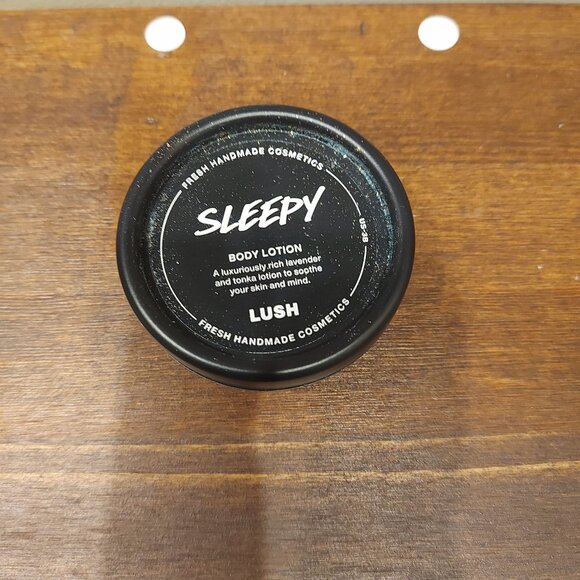 FRESH HANDMADE COSMETICS
SLEEPY
BODY LOTION
A luxuriously rich lavender
and tonka lotion to soothe
your skin and mind.
LUSH
FRESH HANDMADE COSMETICS